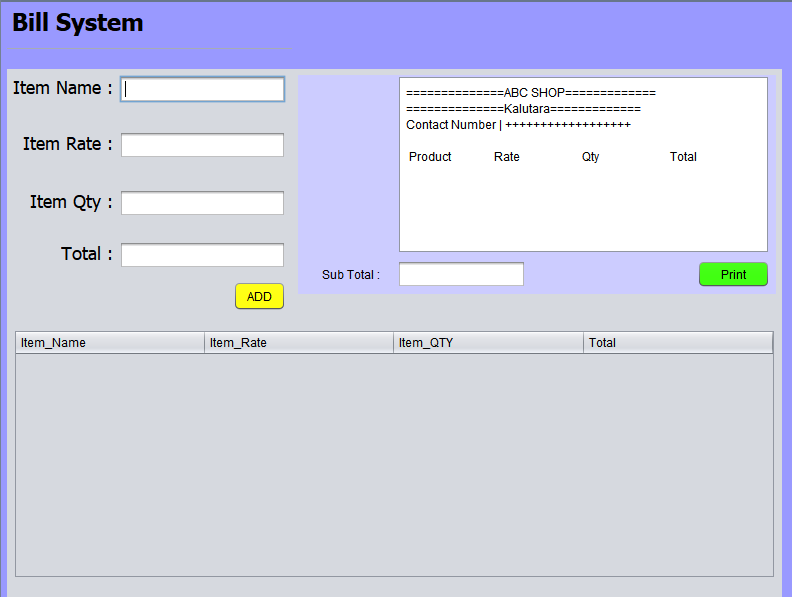 Bill System
Item Name :
Item Rate :
Item Qty :
Total :
ADD
==============ABC SHOP=============
==============Kalutara=============
Contact Number | ++++++++++++++++++
Product Rate Qty Total
Sub Total :
Print
Item_Name Item_Rate Item_QTY Total